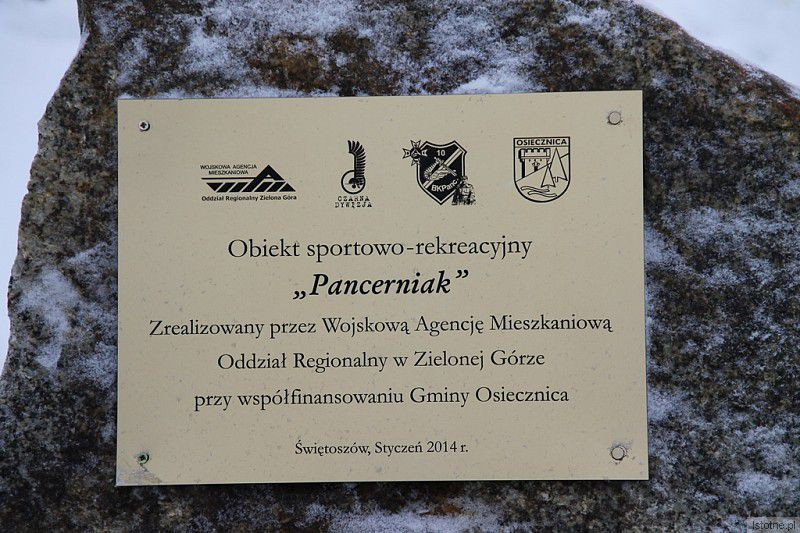 WOJSKOWA AGENCJA
MIESZKANIOWA
Oddział Regionalny Zielona Góra
CZARNA
DYWIZJA
10
BKPanc
OSIECZNICA
Obiekt sportowo-rekreacyjny
„Pancerniak”
Zrealizowany przez Wojskową Agencję Mieszkaniową
Oddział Regionalny w Zielonej Górze
przy współfinansowaniu Gminy Osiecznica
Świętoszów, Styczeń 2014 r.
Istotne.pl